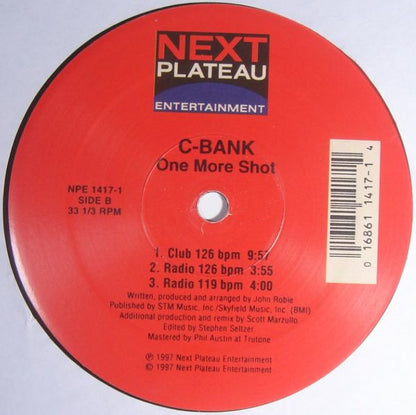 NEXT
PLATEAU
ENTERTAINMENT
C-BANK
One More Shot
NPE 1417-1
SIDE B
33 1/3 RPM
0 16861 1417-1 4
1. Club 126 bpm 9:57
2. Radio 126 bpm 3:55
3. Radio 119 bpm 4:00
Written, produced and arranged by John Robie
Published by STM Music, Inc./Skyfield Music, Inc. (BMI)
Additional production and remix by Scott Marzullo
Edited by Stephen Seltzer
Mastered by Phil Austin at Trutone
℗ 1997 Next Plateau Entertainment
© 1997 Next Plateau Entertainment